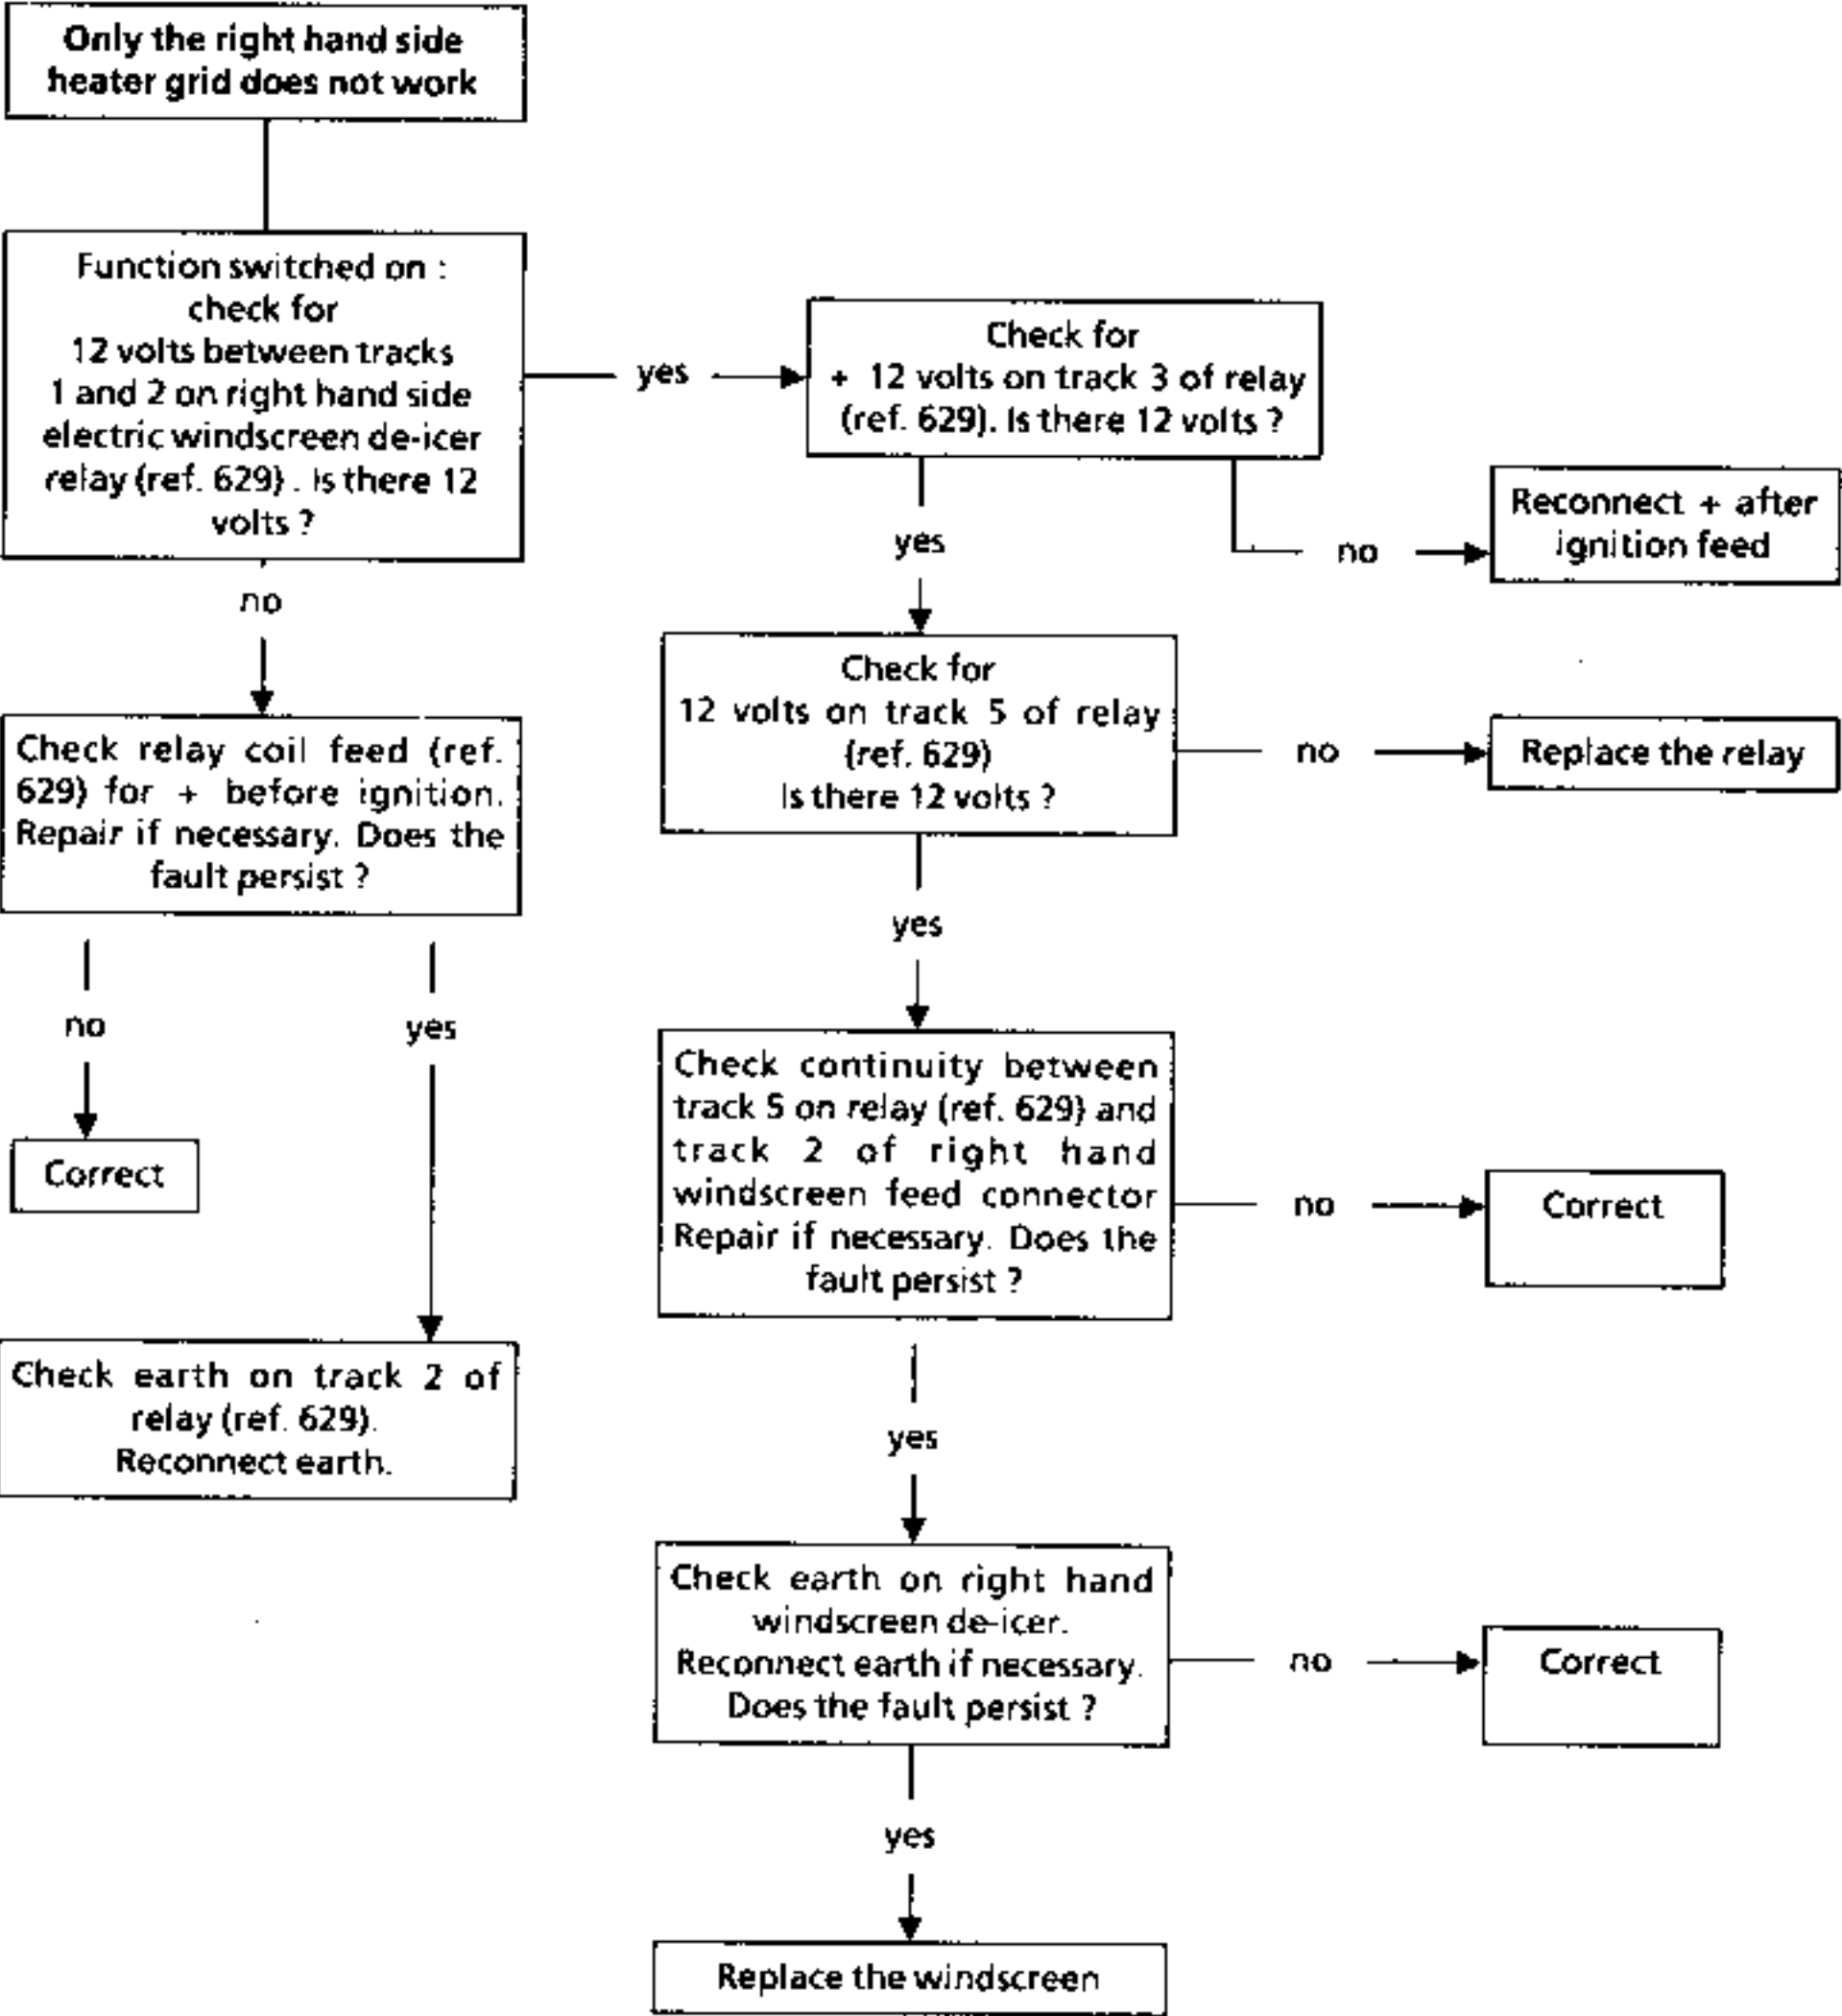 Only the right hand side
heater grid does not work
Function switched on :
check for
12 volts between tracks
1 and 2 on right hand side
electric windscreen de-icer
relay (ref. 629) . Is there 12
volts ?
yes
Check for
+ 12 volts on track 3 of relay
(ref. 629). Is there 12 volts ?
no
Reconnect + after
ignition feed
yes
no
Check relay coil feed (ref.
629) for + before ignition.
Repair if necessary. Does the
fault persist ?
Check for
12 volts on track 5 of relay
(ref. 629)
Is there 12 volts ?
no
Replace the relay
yes
no
yes
Correct
Check continuity between
track 5 on relay (ref. 629) and
track 2 of right hand
windscreen feed connector
Repair if necessary. Does the
fault persist ?
no
Correct
Check earth on track 2 of
relay (ref. 629).
Reconnect earth.
yes
Check earth on right hand
windscreen de-icer.
Reconnect earth if necessary.
Does the fault persist ?
no
Correct
yes
Replace the windscreen